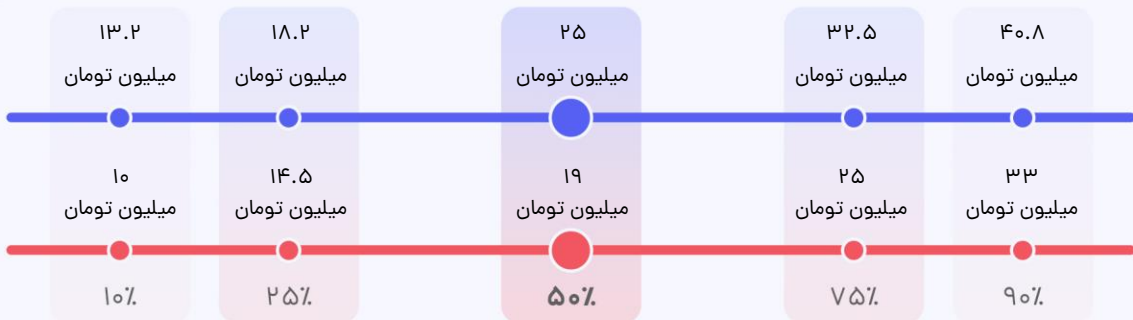 ۱۳.۲ ۱۸.۲ ۲۵ ۳۲.۵ ۴۰.۸
میلیون تومان میلیون تومان میلیون تومان میلیون تومان میلیون تومان
۱۰ ۱۴.۵ ۱۹ ۲۵ ۳۳
میلیون تومان میلیون تومان میلیون تومان میلیون تومان میلیون تومان
۱۰٪ ۲۵٪ ۵۰٪ ۷۵٪ ۹۰٪